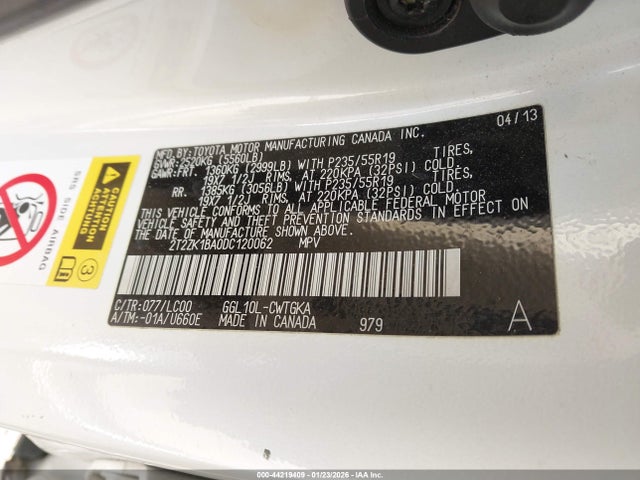 MFD. BY: TOYOTA MOTOR MANUFACTURING CANADA INC. 04/13
GVWR: 2520KG (5560LB)
GAWR: FRT. 1360KG (2999LB) WITH P235/55R19 TIRES,
19X7 1/2J RIMS, AT 220KPA (32PSI) COLD.
RR. 1385KG (3056LB) WITH P235/55R19 TIRES,
19X7 1/2J RIMS, AT 220KPA (32PSI) COLD.
THIS VEHICLE CONFORMS TO ALL APPLICABLE FEDERAL MOTOR
VEHICLE SAFETY AND THEFT PREVENTION STANDARDS
IN EFFECT ON THE DATE OF MANUFACTURE SHOWN ABOVE.
2T2ZK1BA0DC120062 MPV
C/TR: 077/LC00 GGL10L-CWTGKA
A/TM: -01A/U660E MADE IN CANADA 979 A
SRS SIDE AIRBAG
CAUTION
ACHTUNG
3
000-44219409 | 01/23/2026 | IAAHOLDINGS, LLC